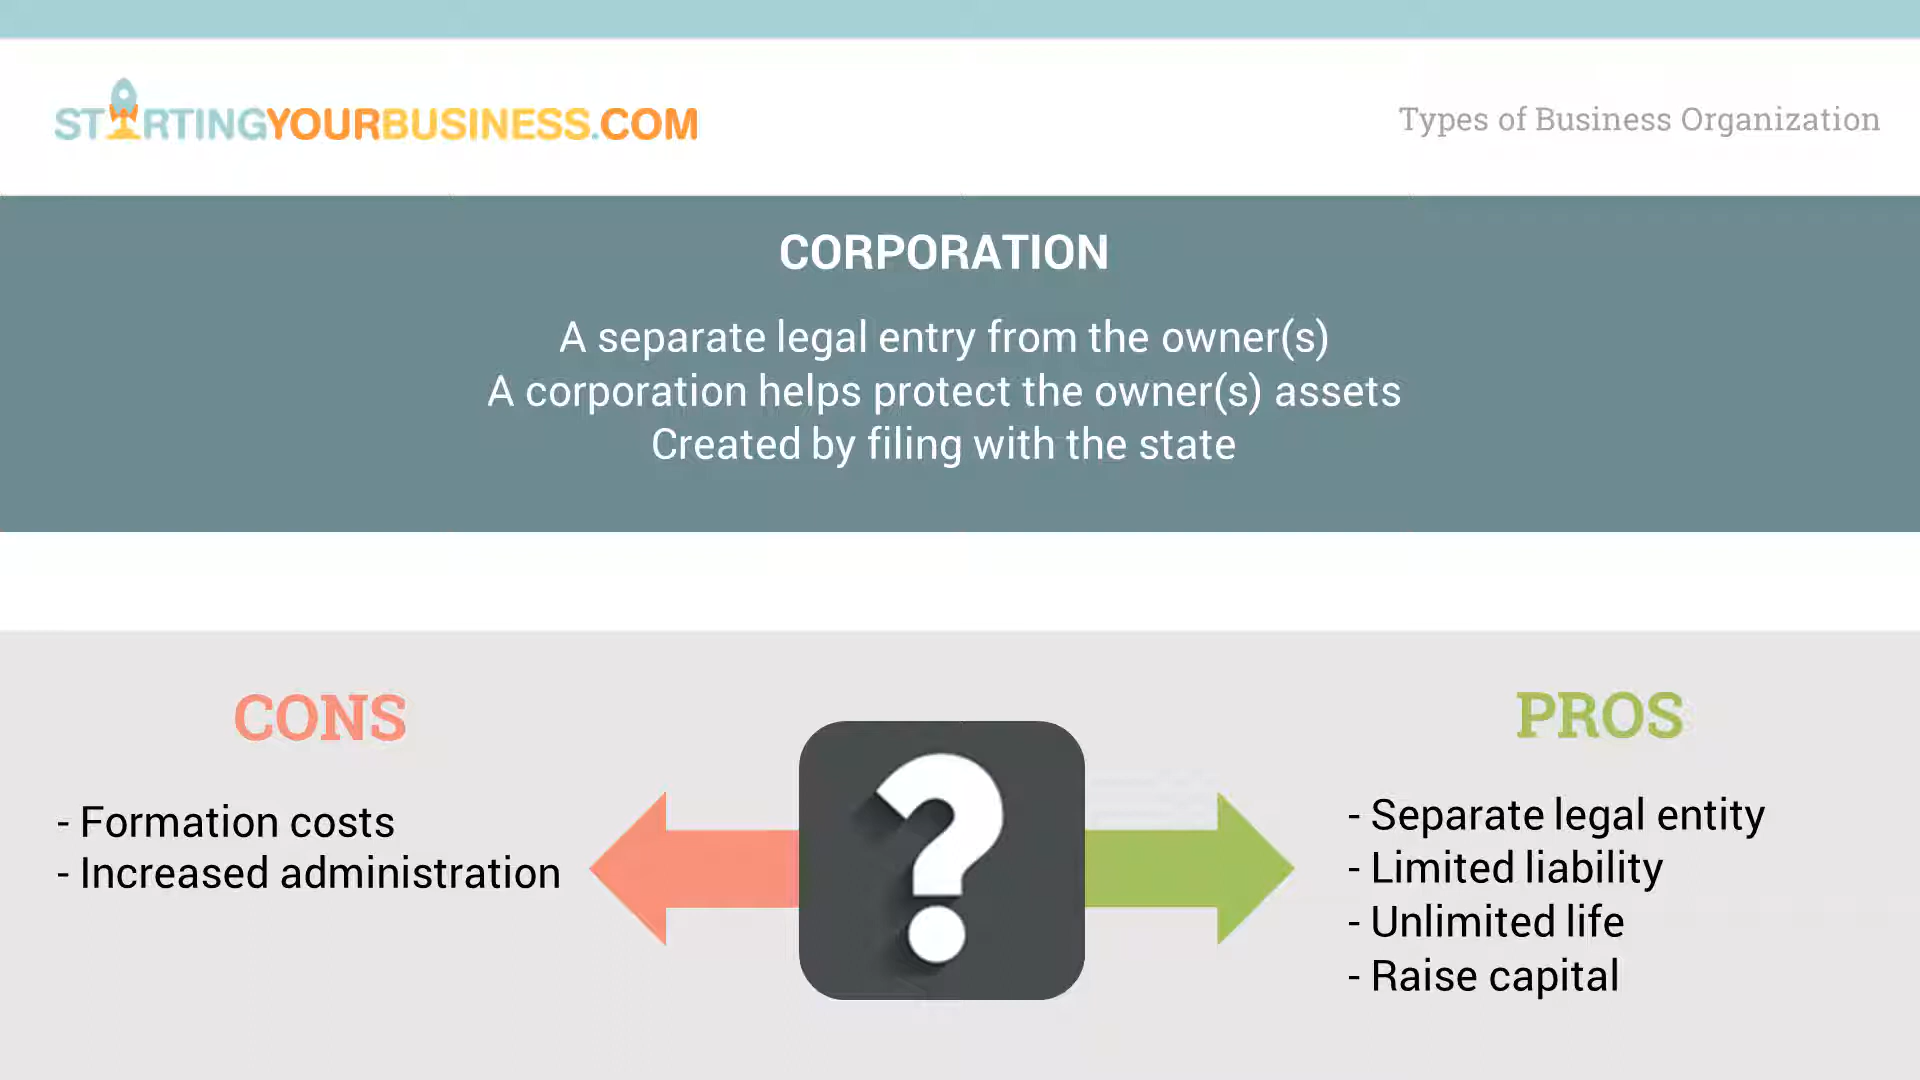 STARTINGYOURBUSINESS.COM
Types of Business Organization
CORPORATION
A separate legal entry from the owner(s)
A corporation helps protect the owner(s) assets
Created by filing with the state
CONS
- Formation costs
- Increased administration
?
PROS
- Separate legal entity
- Limited liability
- Unlimited life
- Raise capital